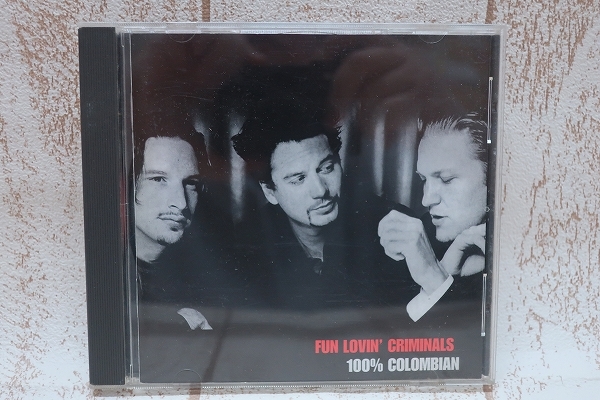 FUN LOVIN' CRIMINALS
100% COLOMBIAN